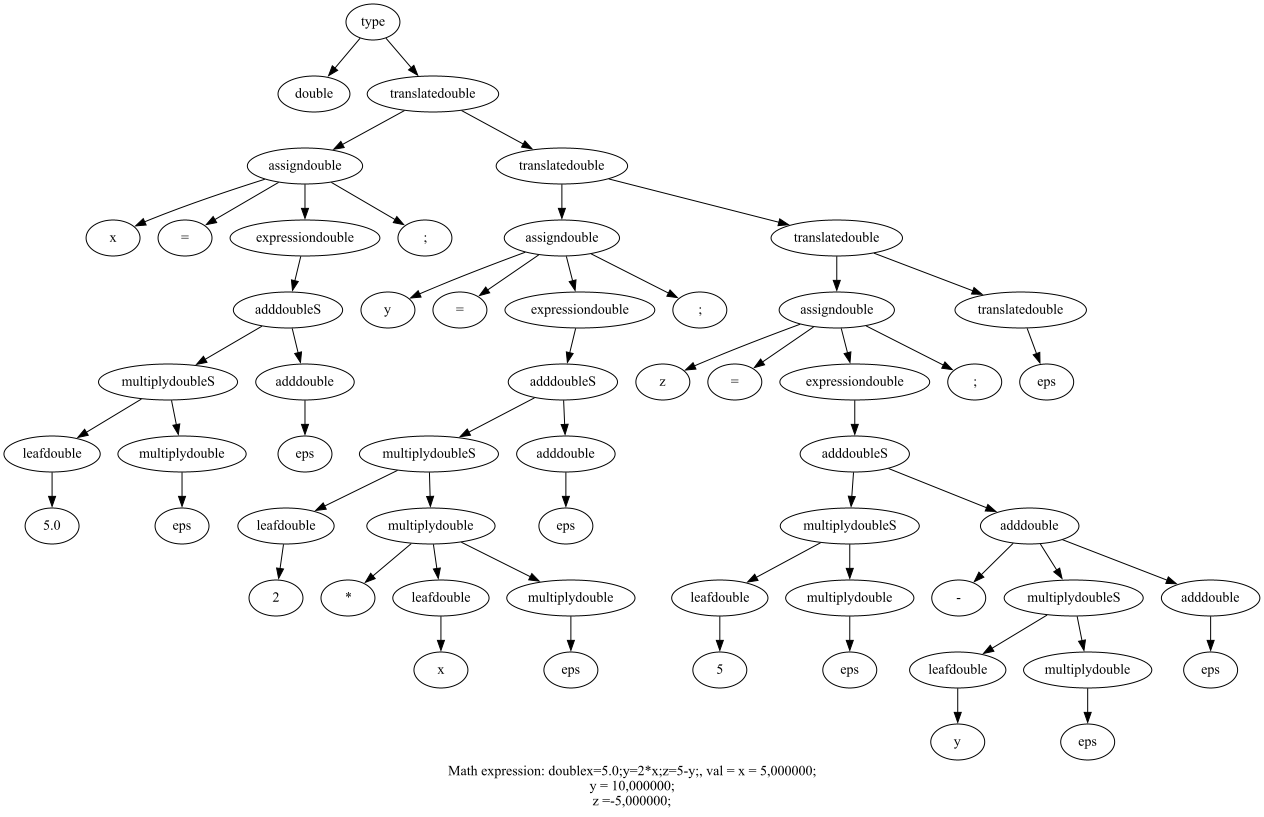 type
double translatedouble
assigndouble translatedouble
x = expressiondouble ; assigndouble translatedouble
adddoubleS y = expressiondouble ; assigndouble translatedouble
multiplydoubleS adddouble adddoubleS z = expressiondouble ; eps
leafdouble multiplydouble eps multiplydoubleS adddouble adddoubleS
5.0 eps leafdouble multiplydouble eps multiplydoubleS adddouble
2 * leafdouble multiplydouble leafdouble multiplydouble - multiplydoubleS adddouble
x eps 5 eps leafdouble multiplydouble eps
y eps
Math expression: doublex=5.0;y=2*x;z=5-y;, val = x = 5,000000;
y = 10,000000;
z =-5,000000;